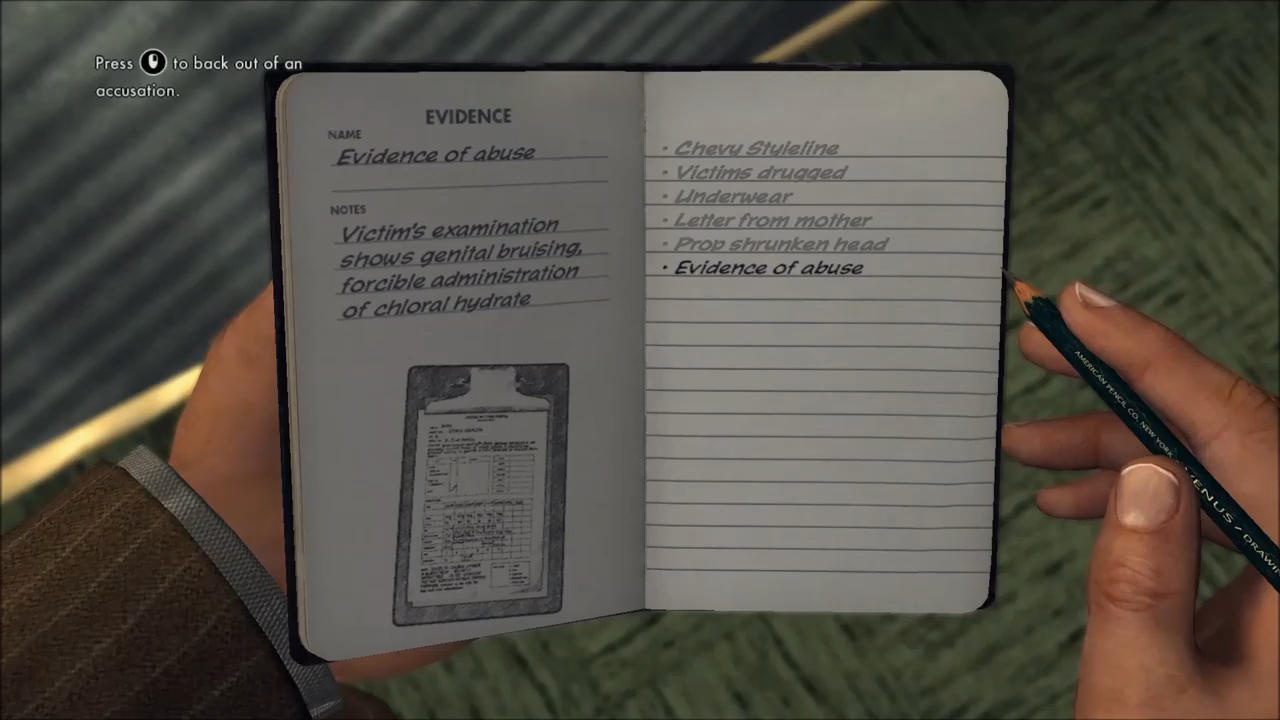 Press to back out of an
accusation.
EVIDENCE
NAME
Evidence of abuse
NOTES
Victim's examination
shows genital bruising,
forcible administration
of chloral hydrate
• Chevy Styleline
• Victims drugged
• Underwear
• Letter from mother
• Prop shrunken head
• Evidence of abuse
AMERICAN PENCIL CO. NEW YORK
VENUS / DRAWIN